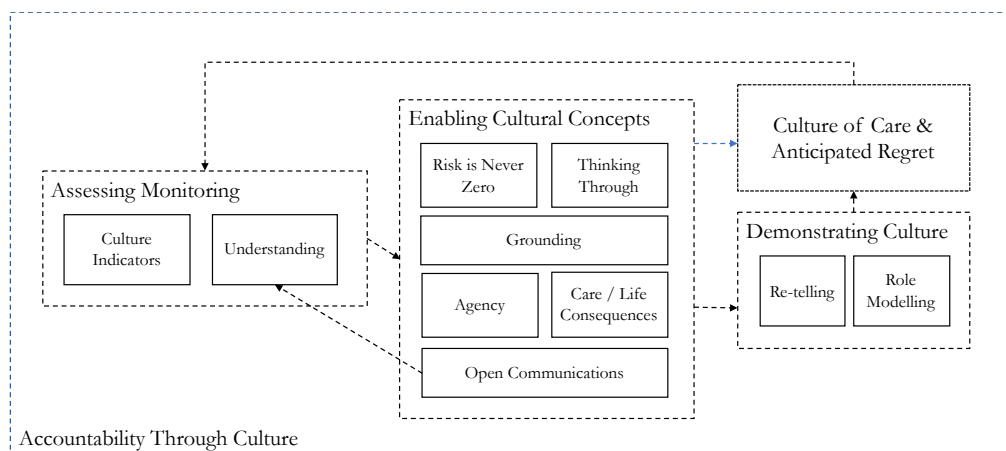 Enabling Cultural Concepts
Culture of Care &
Anticipated Regret
Risk is Never
Zero
Thinking
Through
Assessing Monitoring
Culture
Indicators
Understanding
Grounding
Demonstrating Culture
Agency
Care / Life
Consequences
Re-telling
Role
Modelling
Open Communications
Accountability Through Culture